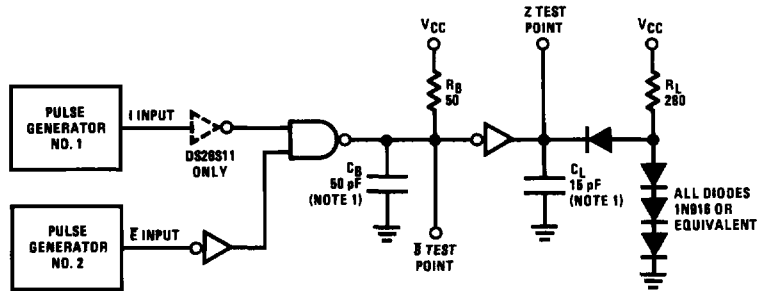 PULSE
GENERATOR
NO. 1
I INPUT
DS26S11
ONLY
PULSE
GENERATOR
NO. 2
E̅ INPUT
VCC
RB
50
CB
50 pF
(NOTE 1)
B̅ TEST
POINT
Z TEST
POINT
CL
15 pF
(NOTE 1)
VCC
RL
280
ALL DIODES
1N916 OR
EQUIVALENT